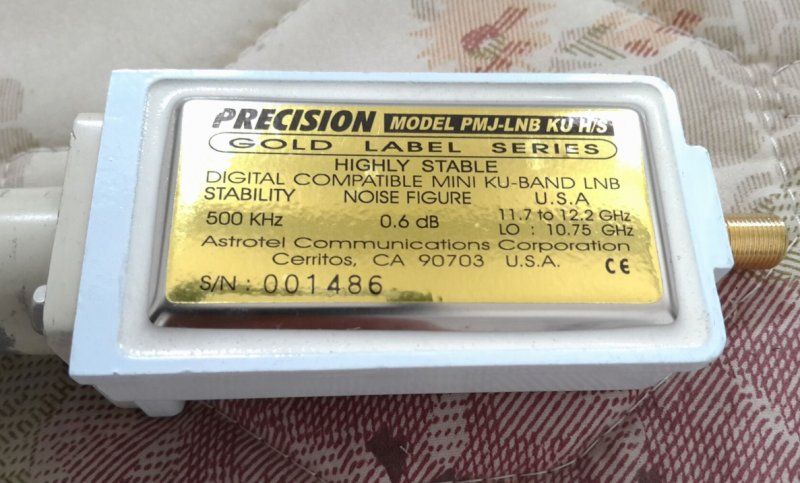 PRECISION MODEL PMJ-LNB KU H/S
GOLD LABEL SERIES
HIGHLY STABLE
DIGITAL COMPATIBLE MINI KU-BAND LNB
STABILITY NOISE FIGURE U.S.A
500 KHz 0.6 dB 11.7 to 12.2 GHz
LO : 10.75 GHz
Astrotel Communications Corporation
Cerritos, CA 90703 U.S.A.
CE
S/N : 001486